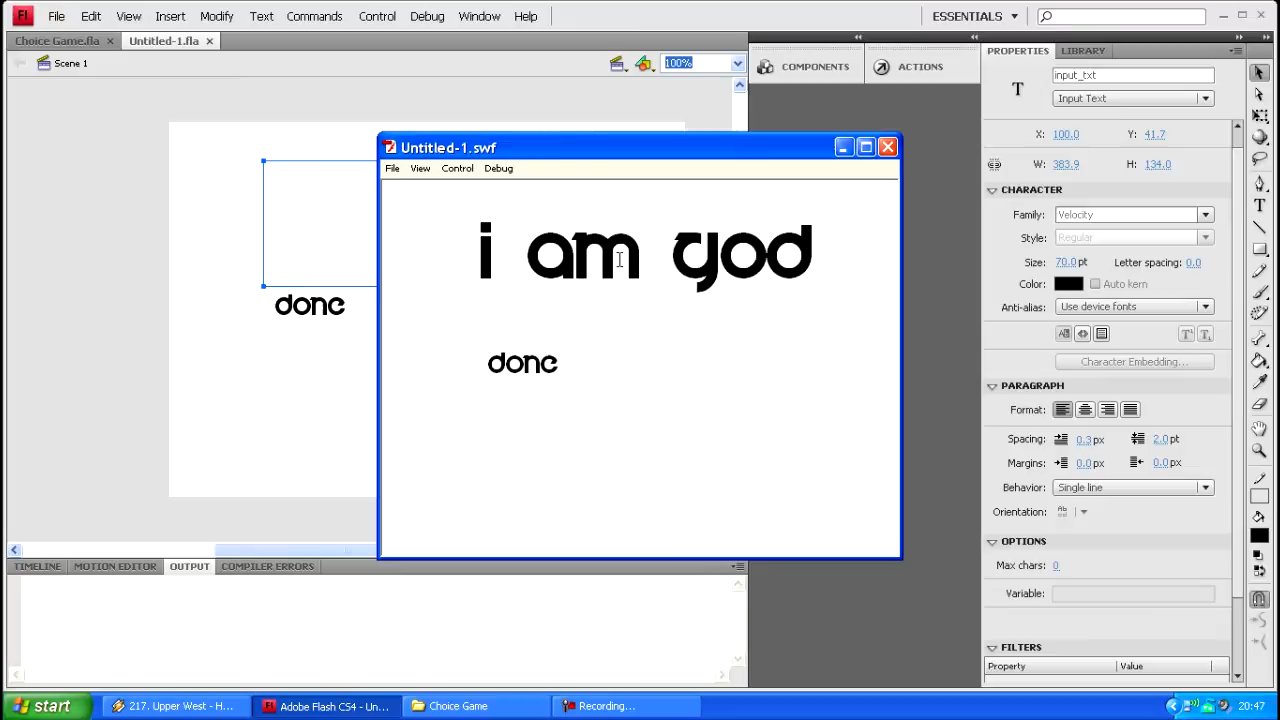 Fl File Edit View Insert Modify Text Commands Control Debug Window Help ESSENTIALS
Choice Game.fla Untitled-1.fla
Scene 1 100%
COMPONENTS ACTIONS
PROPERTIES LIBRARY
T input_txt
Input Text
X: 100.0 Y: 41.7
W: 383.9 H: 134.0
CHARACTER
Family: Velocity
Style: Regular
Size: 70.0 pt Letter spacing: 0.0
Color: Auto kern
Anti-alias: Use device fonts
Character Embedding...
PARAGRAPH
Format:
Spacing: 0.3 px 2.0 pt
Margins: 0.0 px 0.0 px
Behavior: Single line
Orientation:
OPTIONS
Max chars: 0
Variable:
FILTERS
Property Value
done
Untitled-1.swf
File View Control Debug
i am god
done
TIMELINE MOTION EDITOR OUTPUT COMPILER ERRORS
start 217. Upper West - H... Adobe Flash CS4 - Un... Choice Game Recording... 20:47